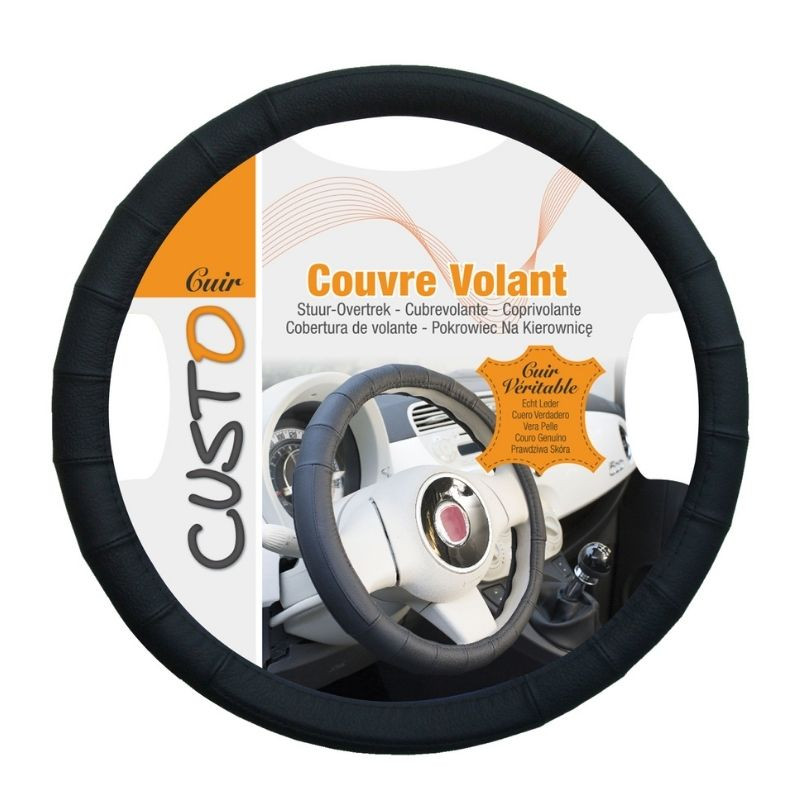 Cuir
CUSTO
Couvre Volant
Stuur-Overtrek - Cubrevolante - Coprivolante
Cobertura de volante - Pokrowiec Na Kierownicę
Cuir
Véritable
Echt Leder
Cuero Verdadero
Vera Pelle
Couro Genuíno
Prawdziwa Skóra